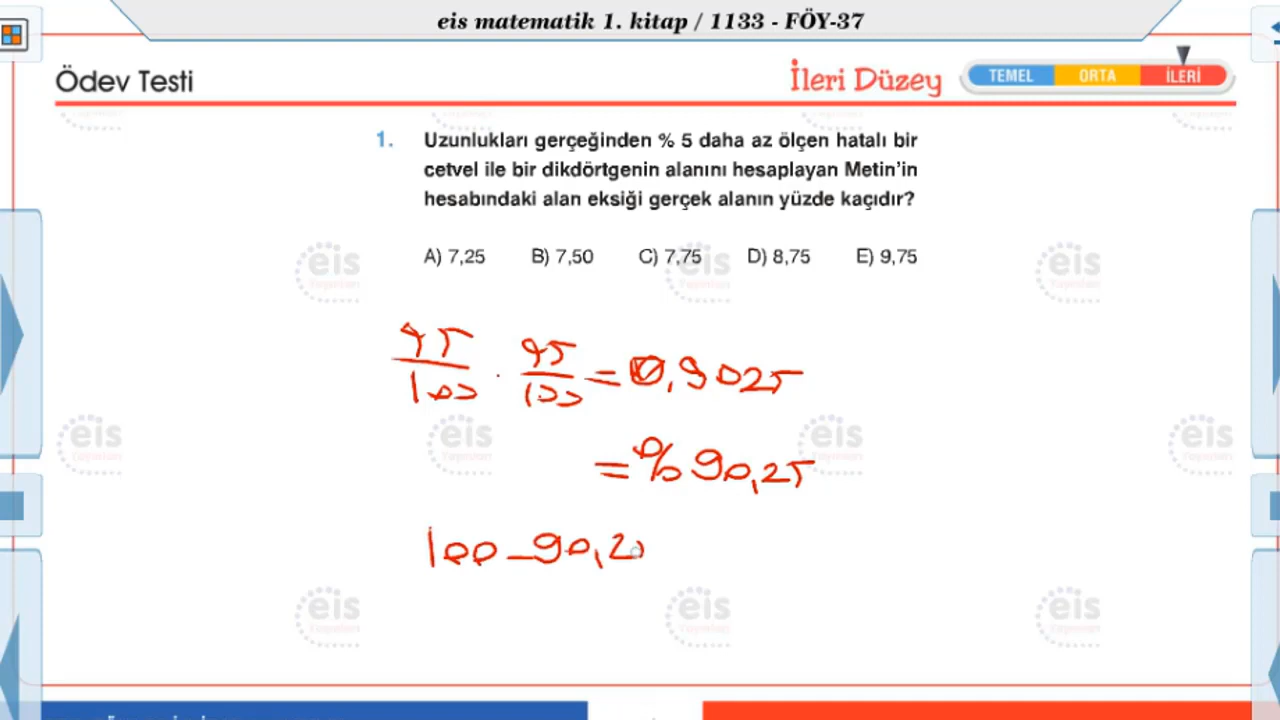 eis matematik 1. kitap / 1133 - FÖY-37
Ödev Testi
İleri Düzey
TEMEL ORTA İLERİ
1. Uzunlukları gerçeğinden % 5 daha az ölçen hatalı bir
cetvel ile bir dikdörtgenin alanını hesaplayan Metin'in
hesabındaki alan eksiği gerçek alanın yüzde kaçıdır?
A) 7,25 B) 7,50 C) 7,75 D) 8,75 E) 9,75
95/100 . 95/100 = 0,9025
= %90,25
100 - 90,2
eis
Yayınları